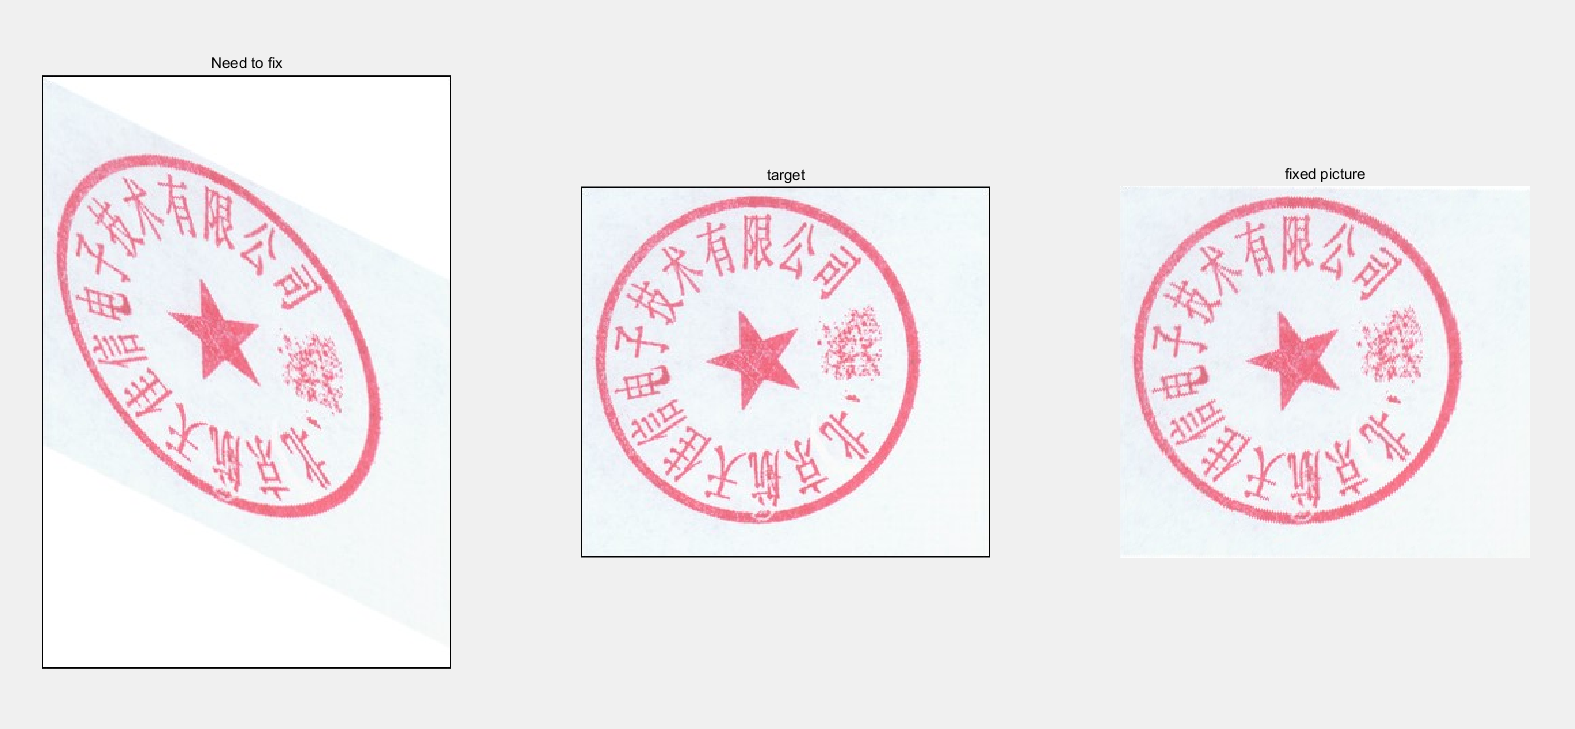 Need to fix
北京航天佳信电子技术有限公司
target
北京航天佳信电子技术有限公司
fixed picture
北京航天佳信电子技术有限公司